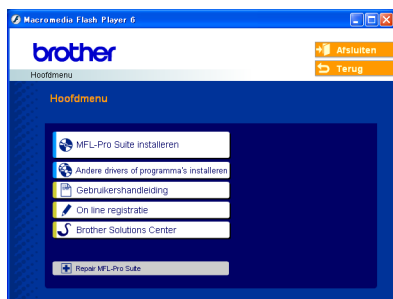 Macromedia Flash Player 6
brother
Afsluiten
Terug
Hoofdmenu
Hoofdmenu
MFL-Pro Suite installeren
Andere drivers of programma's installeren
Gebruikershandleiding
On line registratie
Brother Solutions Center
Repair MFL-Pro Suite